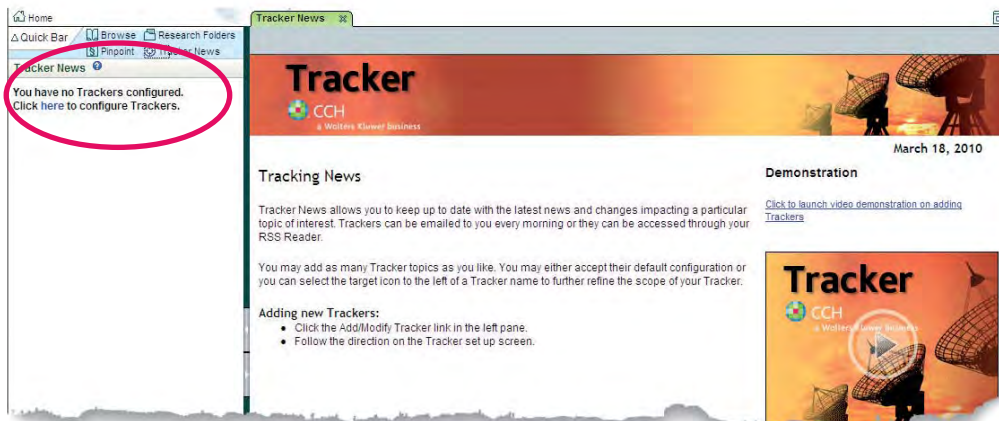 Home
Quick Bar
Browse
Research Folders
Pinpoint
Tracker News
Tracker News
You have no Trackers configured.
Click here to configure Trackers.
Tracker News
Tracker
CCH
a Wolters Kluwer business
March 18, 2010
Tracking News
Tracker News allows you to keep up to date with the latest news and changes impacting a particular
topic of interest. Trackers can be emailed to you every morning or they can be accessed through your
RSS Reader.
You may add as many Tracker topics as you like. You may either accept their default configuration or
you can select the target icon to the left of a Tracker name to further refine the scope of your Tracker.
Adding new Trackers:
Click the Add/Modify Tracker link in the left pane.
Follow the direction on the Tracker set up screen.
Demonstration
Click to launch video demonstration on adding
Trackers
Tracker
CCH
a Wolters Kluwer business